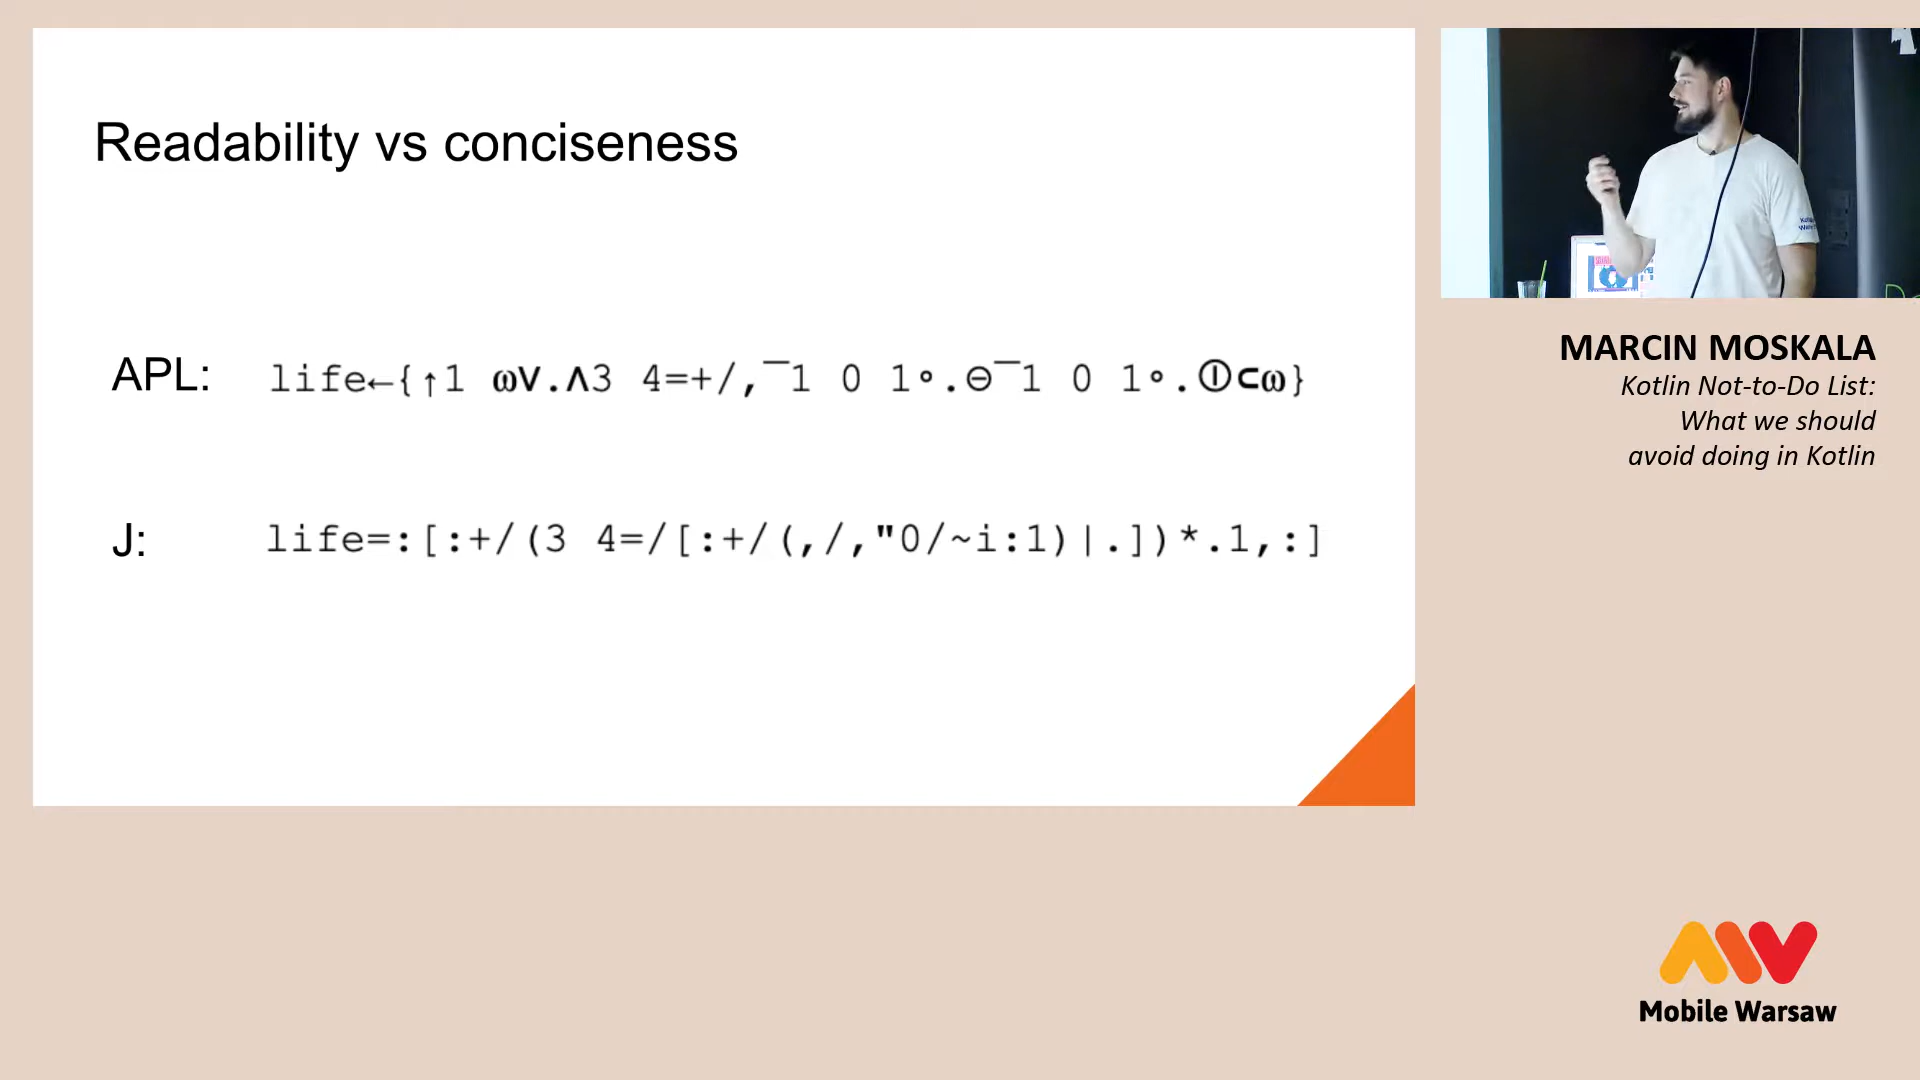 Readability vs conciseness
APL: life←{↑1 ⍵∨.∧3 4=+/,¯1 0 1∘.⊖¯1 0 1∘.⌽⊂⍵}
J: life=:[:+/(3 4=/[:+/(,/,"0/~i:1)|.])*.1,:]
MARCIN MOSKALA
Kotlin Not-to-Do List:
What we should
avoid doing in Kotlin
Mobile Warsaw